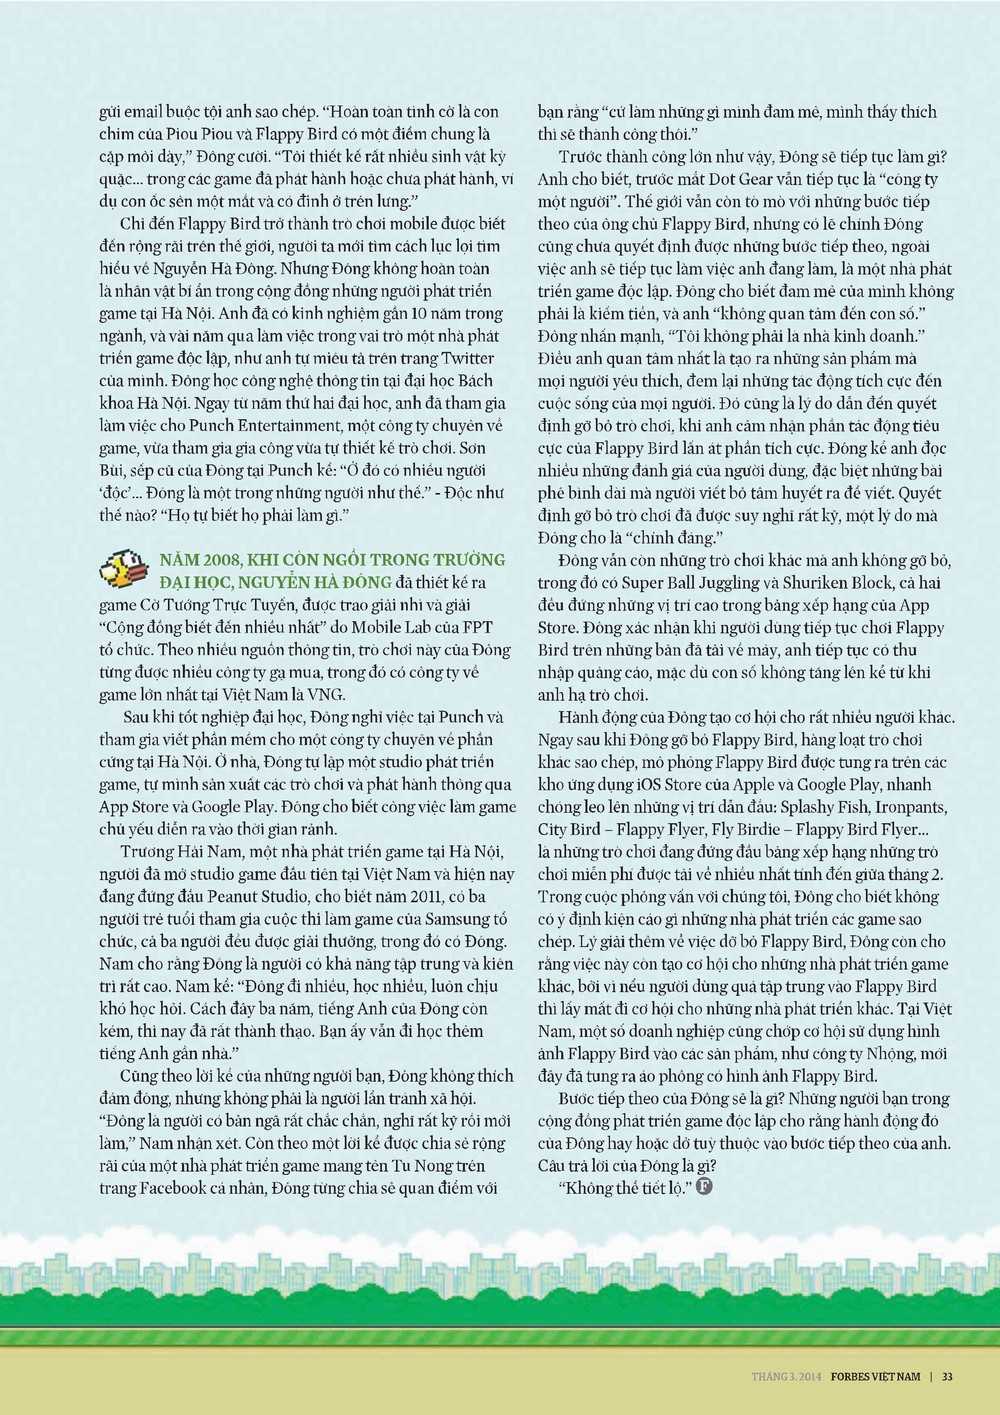 gửi email buộc tội anh sao chép. “Hoàn toàn tình cờ là con
chim của Piou Piou và Flappy Bird có một điểm chung là
cặp môi dày,” Đông cười. “Tôi thiết kế rất nhiều sinh vật kỳ
quặc... trong các game đã phát hành hoặc chưa phát hành, ví
dụ con ốc sên một mắt và có đinh ở trên lưng.”
Chỉ đến Flappy Bird trở thành trò chơi mobile được biết
đến rộng rãi trên thế giới, người ta mới tìm cách lục lọi tìm
hiểu về Nguyễn Hà Đông. Nhưng Đông không hoàn toàn
là nhân vật bí ẩn trong cộng đồng những người phát triển
game tại Hà Nội. Anh đã có kinh nghiệm gần 10 năm trong
ngành, và vài năm qua làm việc trong vai trò một nhà phát
triển game độc lập, như anh tự miêu tả trên trang Twitter
của mình. Đông học công nghệ thông tin tại đại học Bách
khoa Hà Nội. Ngay từ năm thứ hai đại học, anh đã tham gia
làm việc cho Punch Entertainment, một công ty chuyên về
game, vừa tham gia gia công vừa tự thiết kế trò chơi. Sơn
Bùi, sếp cũ của Đông tại Punch kể: “Ở đó có nhiều người
‘độc’... Đông là một trong những người như thế.” - Độc như
thế nào? “Họ tự biết họ phải làm gì.”
NĂM 2008, KHI CÒN NGỒI TRONG TRƯỜNG
ĐẠI HỌC, NGUYỄN HÀ ĐÔNG đã thiết kế ra
game Cờ Tướng Trực Tuyến, được trao giải nhì và giải
“Cộng đồng biết đến nhiều nhất” do Mobile Lab của FPT
tổ chức. Theo nhiều nguồn thông tin, trò chơi này của Đông
từng được nhiều công ty gạ mua, trong đó có công ty về
game lớn nhất tại Việt Nam là VNG.
Sau khi tốt nghiệp đại học, Đông nghỉ việc tại Punch và
tham gia viết phần mềm cho một công ty chuyên về phần
cứng tại Hà Nội. Ở nhà, Đông tự lập một studio phát triển
game, tự mình sản xuất các trò chơi và phát hành thông qua
App Store và Google Play. Đông cho biết công việc làm game
chủ yếu diễn ra vào thời gian rảnh.
Trương Hải Nam, một nhà phát triển game tại Hà Nội,
người đã mở studio game đầu tiên tại Việt Nam và hiện nay
đang đứng đầu Peanut Studio, cho biết năm 2011, có ba
người trẻ tuổi tham gia cuộc thi làm game của Samsung tổ
chức, cả ba người đều được giải thưởng, trong đó có Đông.
Nam cho rằng Đông là người có khả năng tập trung và kiên
trì rất cao. Nam kể: “Đông đi nhiều, học nhiều, luôn chịu
khó học hỏi. Cách đây ba năm, tiếng Anh của Đông còn
kém, thì nay đã rất thành thạo. Bạn ấy vẫn đi học thêm
tiếng Anh gần nhà.”
Cũng theo lời kể của những người bạn, Đông không thích
đám đông, nhưng không phải là người lẩn tránh xã hội.
“Đông là người có bản ngã rất chắc chắn, nghĩ rất kỹ rồi mới
làm,” Nam nhận xét. Còn theo một lời kể được chia sẻ rộng
rãi của một nhà phát triển game mang tên Tu Nong trên
trang Facebook cá nhân, Đông từng chia sẻ quan điểm với
bạn rằng “cứ làm những gì mình đam mê, mình thấy thích
thì sẽ thành công thôi.”
Trước thành công lớn như vậy, Đông sẽ tiếp tục làm gì?
Anh cho biết, trước mắt Dot Gear vẫn tiếp tục là “công ty
một người”. Thế giới vẫn còn tò mò với những bước tiếp
theo của ông chủ Flappy Bird, nhưng có lẽ chính Đông
cũng chưa quyết định được những bước tiếp theo, ngoài
việc anh sẽ tiếp tục làm việc anh đang làm, là một nhà phát
triển game độc lập. Đông cho biết đam mê của mình không
phải là kiếm tiền, và anh “không quan tâm đến con số.”
Đông nhấn mạnh, “Tôi không phải là nhà kinh doanh.”
Điều anh quan tâm nhất là tạo ra những sản phẩm mà
mọi người yêu thích, đem lại những tác động tích cực đến
cuộc sống của mọi người. Đó cũng là lý do dẫn đến quyết
định gỡ bỏ trò chơi, khi anh cảm nhận phần tác động tiêu
cực của Flappy Bird lấn át phần tích cực. Đông kể anh đọc
nhiều những đánh giá của người dùng, đặc biệt những bài
phê bình dài mà người viết bỏ tâm huyết ra để viết. Quyết
định gỡ bỏ trò chơi đã được suy nghĩ rất kỹ, một lý do mà
Đông cho là “chính đáng.”
Đông vẫn còn những trò chơi khác mà anh không gỡ bỏ,
trong đó có Super Ball Juggling và Shuriken Block, cả hai
đều đứng những vị trí cao trong bảng xếp hạng của App
Store. Đông xác nhận khi người dùng tiếp tục chơi Flappy
Bird trên những bản đã tải về máy, anh tiếp tục có thu
nhập quảng cáo, mặc dù con số không tăng lên kể từ khi
anh hạ trò chơi.
Hành động của Đông tạo cơ hội cho rất nhiều người khác.
Ngay sau khi Đông gỡ bỏ Flappy Bird, hàng loạt trò chơi
khác sao chép, mô phỏng Flappy Bird được tung ra trên các
kho ứng dụng iOS Store của Apple và Google Play, nhanh
chóng leo lên những vị trí dẫn đầu: Splashy Fish, Ironpants,
City Bird – Flappy Flyer, Fly Birdie – Flappy Bird Flyer...
là những trò chơi đang đứng đầu bảng xếp hạng những trò
chơi miễn phí được tải về nhiều nhất tính đến giữa tháng 2.
Trong cuộc phỏng vấn với chúng tôi, Đông cho biết không
có ý định kiện cáo gì những nhà phát triển các game sao
chép. Lý giải thêm về việc dỡ bỏ Flappy Bird, Đông còn cho
rằng việc này còn tạo cơ hội cho những nhà phát triển game
khác, bởi vì nếu người dùng quá tập trung vào Flappy Bird
thì lấy mất đi cơ hội cho những nhà phát triển khác. Tại Việt
Nam, một số doanh nghiệp cũng chớp cơ hội sử dụng hình
ảnh Flappy Bird vào các sản phẩm, như công ty Nhộng, mới
đây đã tung ra áo phông có hình ảnh Flappy Bird.
Bước tiếp theo của Đông sẽ là gì? Những người bạn trong
cộng đồng phát triển game độc lập cho rằng hành động đó
của Đông hay hoặc dở tuỳ thuộc vào bước tiếp theo của anh.
Câu trả lời của Đông là gì?
“Không thể tiết lộ.” F
THÁNG 3. 2014 FORBES VIỆT NAM | 33